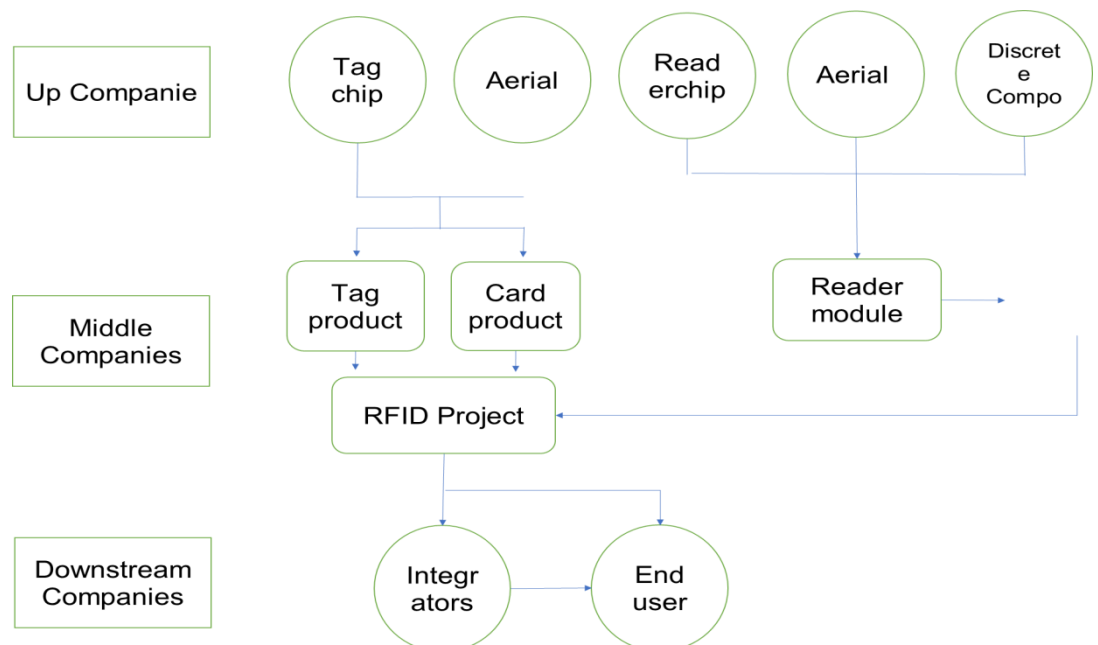 Up Companie
Tag
chip
Aerial
Read
erchip
Aerial
Discret
e
Compo
Middle
Companies
Tag
product
Card
product
Reader
module
RFID Project
Downstream
Companies
Integr
ators
End
user